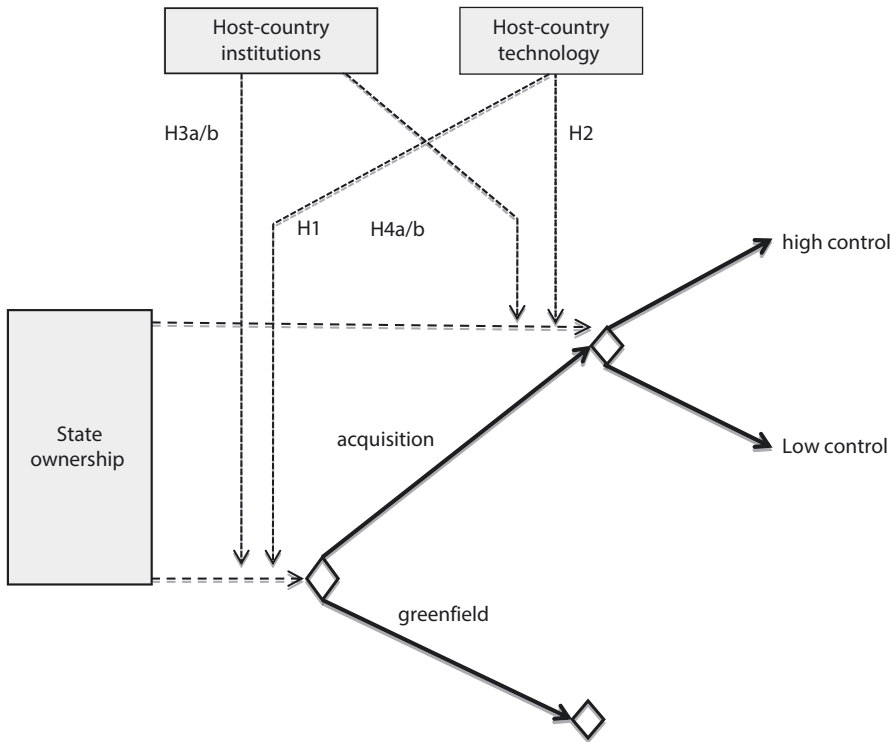 Host-country
institutions
Host-country
technology
H3a/b
H2
H1
H4a/b
high control
State
ownership
acquisition
Low control
greenfield